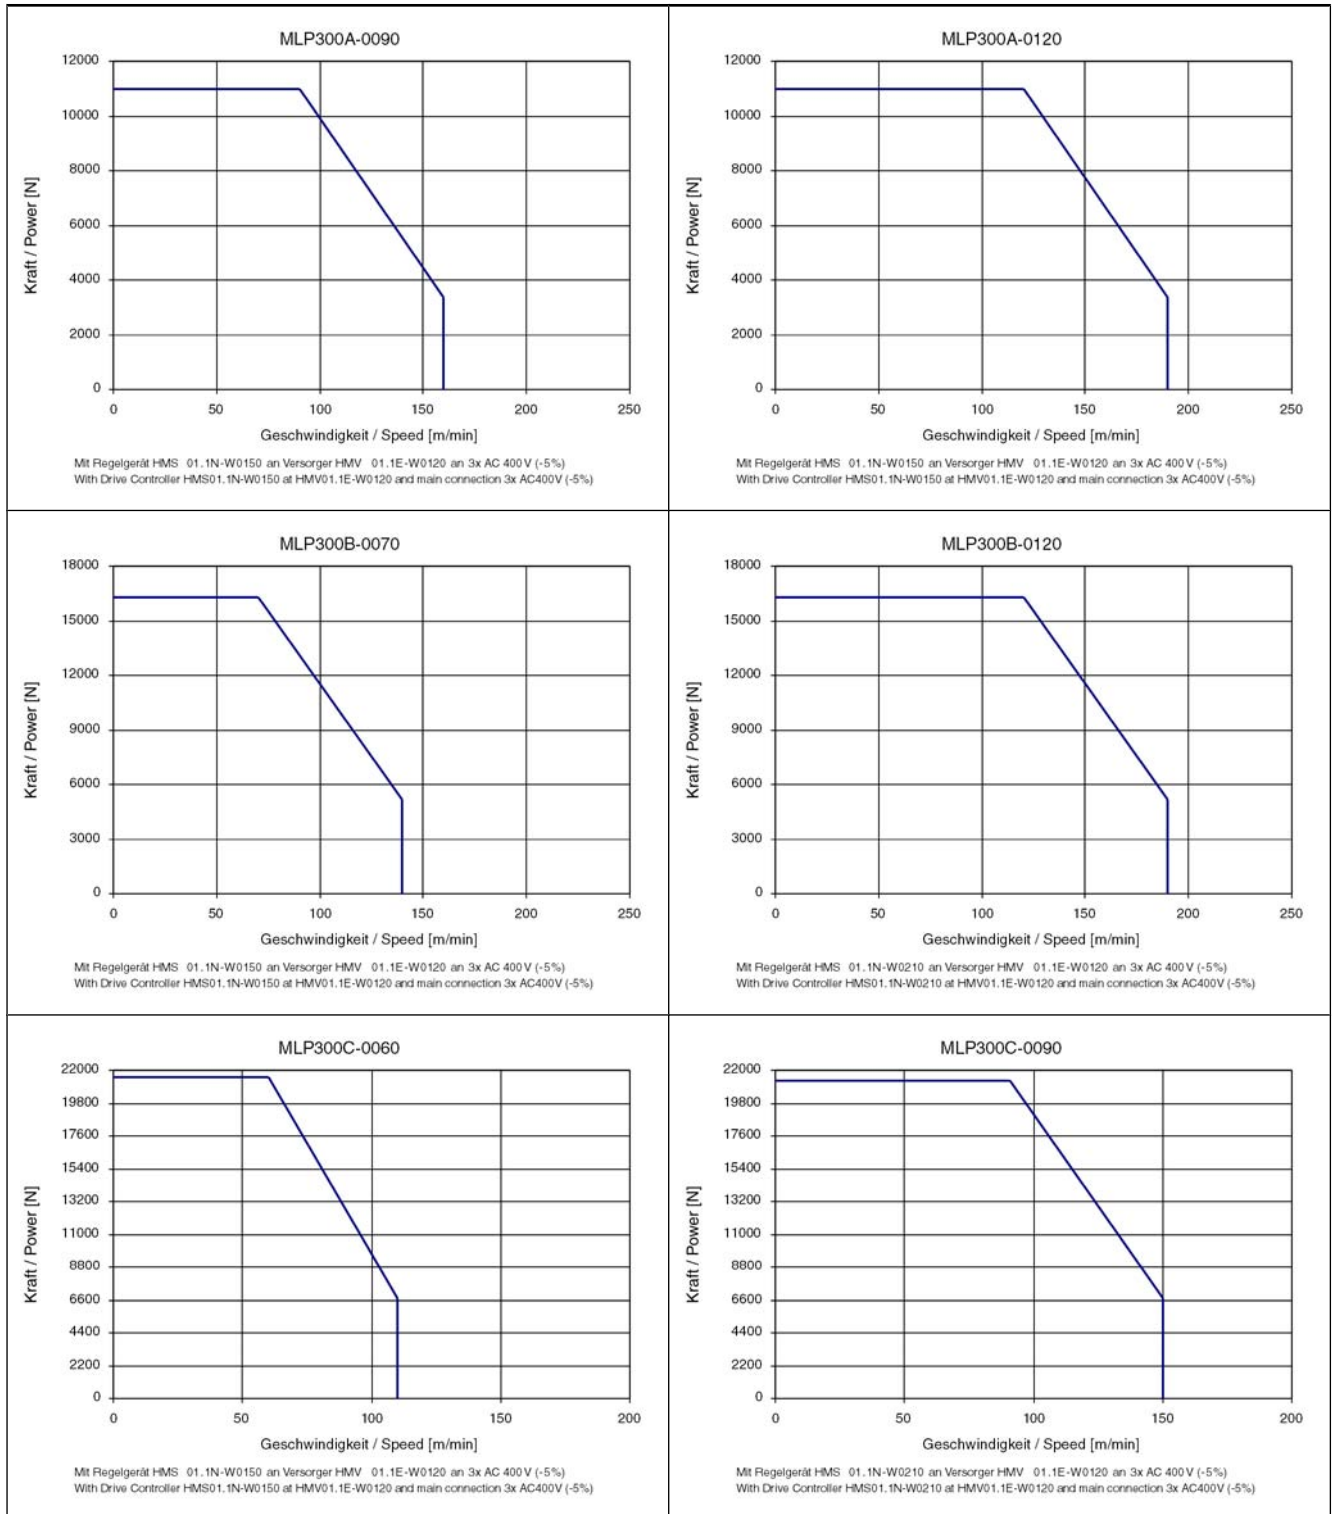 MLP300A-0090
12000
10000
8000
6000
4000
2000
0
Kraft / Power [N]
0 50 100 150 200 250
Geschwindigkeit / Speed [m/min]
Mit Regelgerät HMS 01.1N-W0150 an Versorger HMV 01.1E-W0120 an 3x AC 400V (-5%)
With Drive Controller HMS01.1N-W0150 at HMV01.1E-W0120 and main connection 3x AC400V (-5%)
MLP300A-0120
12000
10000
8000
6000
4000
2000
0
Kraft / Power [N]
0 50 100 150 200 250
Geschwindigkeit / Speed [m/min]
Mit Regelgerät HMS 01.1N-W0150 an Versorger HMV 01.1E-W0120 an 3x AC 400V (-5%)
With Drive Controller HMS01.1N-W0150 at HMV01.1E-W0120 and main connection 3x AC400V (-5%)
MLP300B-0070
18000
15000
12000
9000
6000
3000
0
Kraft / Power [N]
0 50 100 150 200 250
Geschwindigkeit / Speed [m/min]
Mit Regelgerät HMS 01.1N-W0150 an Versorger HMV 01.1E-W0120 an 3x AC 400V (-5%)
With Drive Controller HMS01.1N-W0150 at HMV01.1E-W0120 and main connection 3x AC400V (-5%)
MLP300B-0120
18000
15000
12000
9000
6000
3000
0
Kraft / Power [N]
0 50 100 150 200 250
Geschwindigkeit / Speed [m/min]
Mit Regelgerät HMS 01.1N-W0210 an Versorger HMV 01.1E-W0120 an 3x AC 400V (-5%)
With Drive Controller HMS01.1N-W0210 at HMV01.1E-W0120 and main connection 3x AC400V (-5%)
MLP300C-0060
22000
19800
17600
15400
13200
11000
8800
6600
4400
2200
0
Kraft / Power [N]
0 50 100 150 200
Geschwindigkeit / Speed [m/min]
Mit Regelgerät HMS 01.1N-W0150 an Versorger HMV 01.1E-W0120 an 3x AC 400V (-5%)
With Drive Controller HMS01.1N-W0150 at HMV01.1E-W0120 and main connection 3x AC400V (-5%)
MLP300C-0090
22000
19800
17600
15400
13200
11000
8800
6600
4400
2200
0
Kraft / Power [N]
0 50 100 150 200
Geschwindigkeit / Speed [m/min]
Mit Regelgerät HMS 01.1N-W0210 an Versorger HMV 01.1E-W0120 an 3x AC 400V (-5%)
With Drive Controller HMS01.1N-W0210 at HMV01.1E-W0120 and main connection 3x AC400V (-5%)